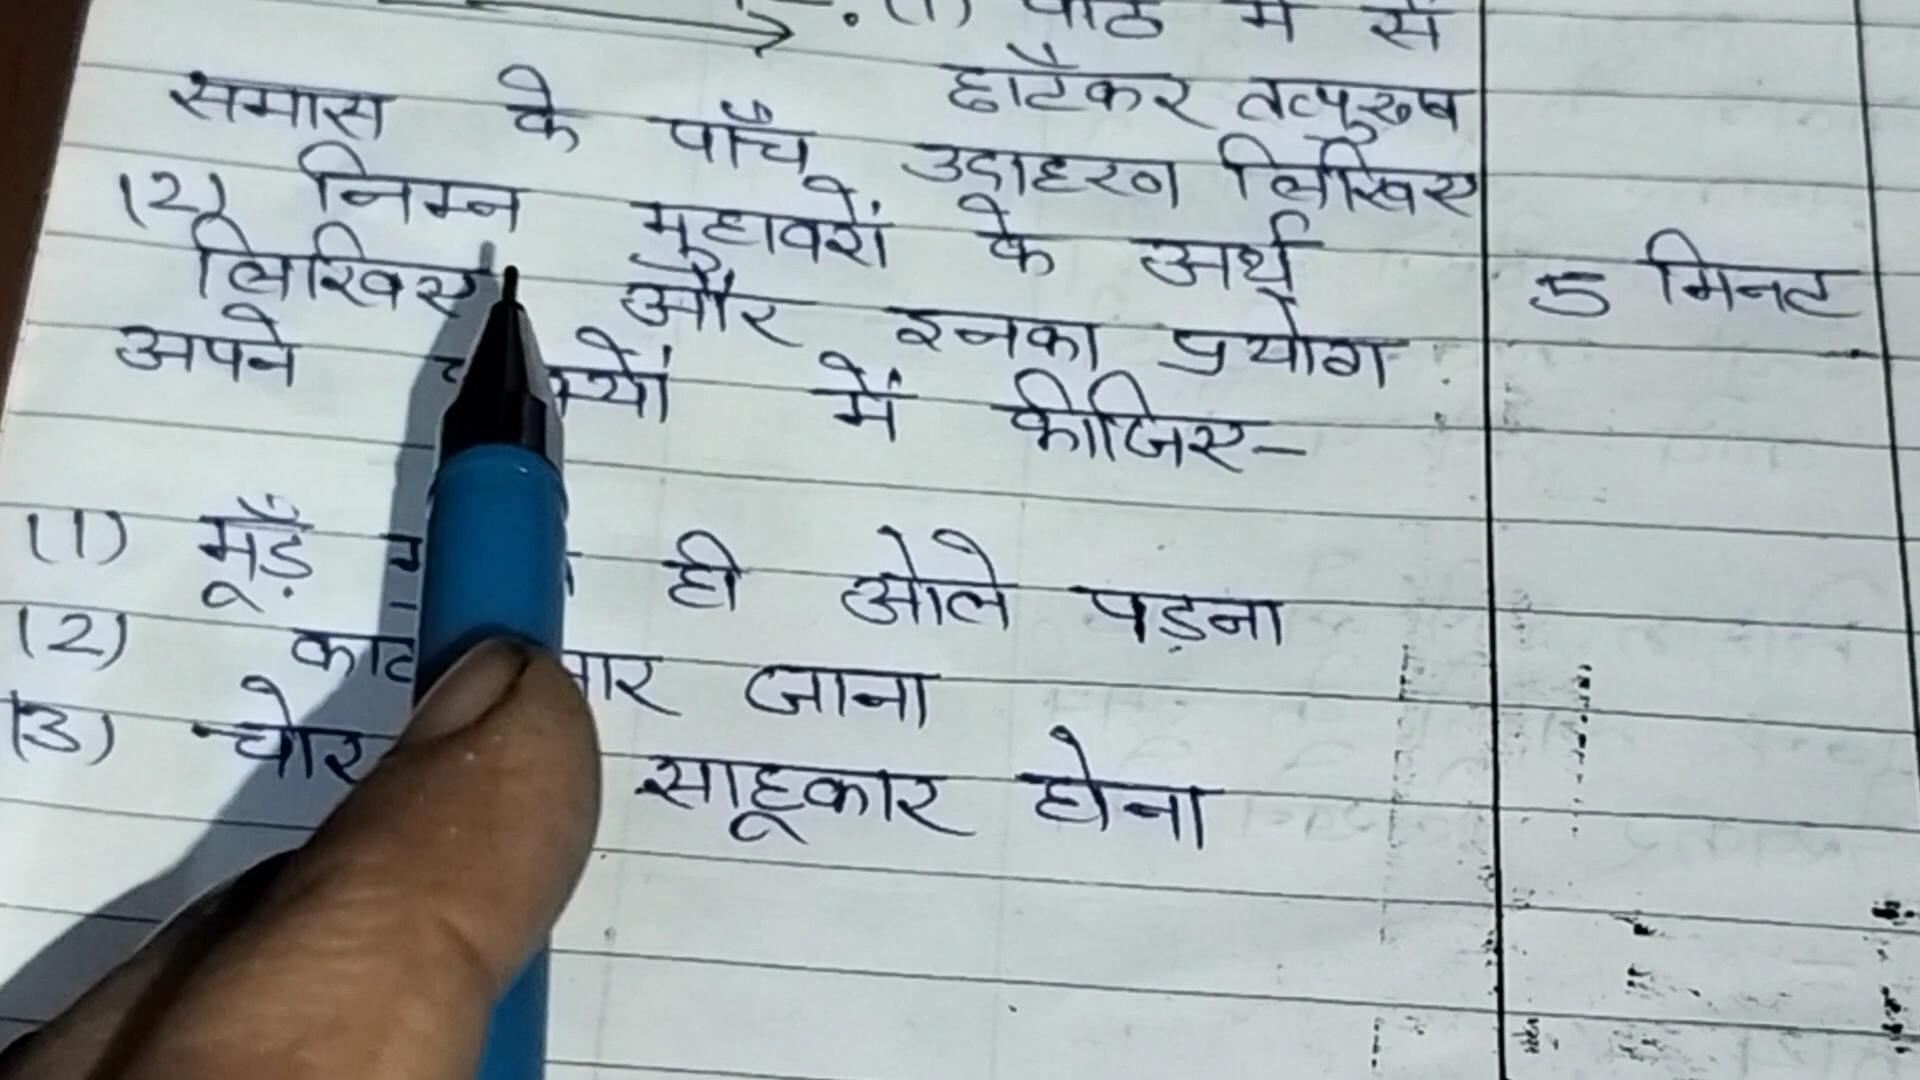 (1) पाठ में से
छाँटकर तत्पुरुष
समास के पाँच उदाहरण लिखिए
(2) निम्न मुहावरों के अर्थ
लिखिए और इनका प्रयोग
5 मिनट
अपने में कीजिए-
(1) मूँड़ ही ओले पड़ना
(2) जाना
(3) चोर साहूकार होना